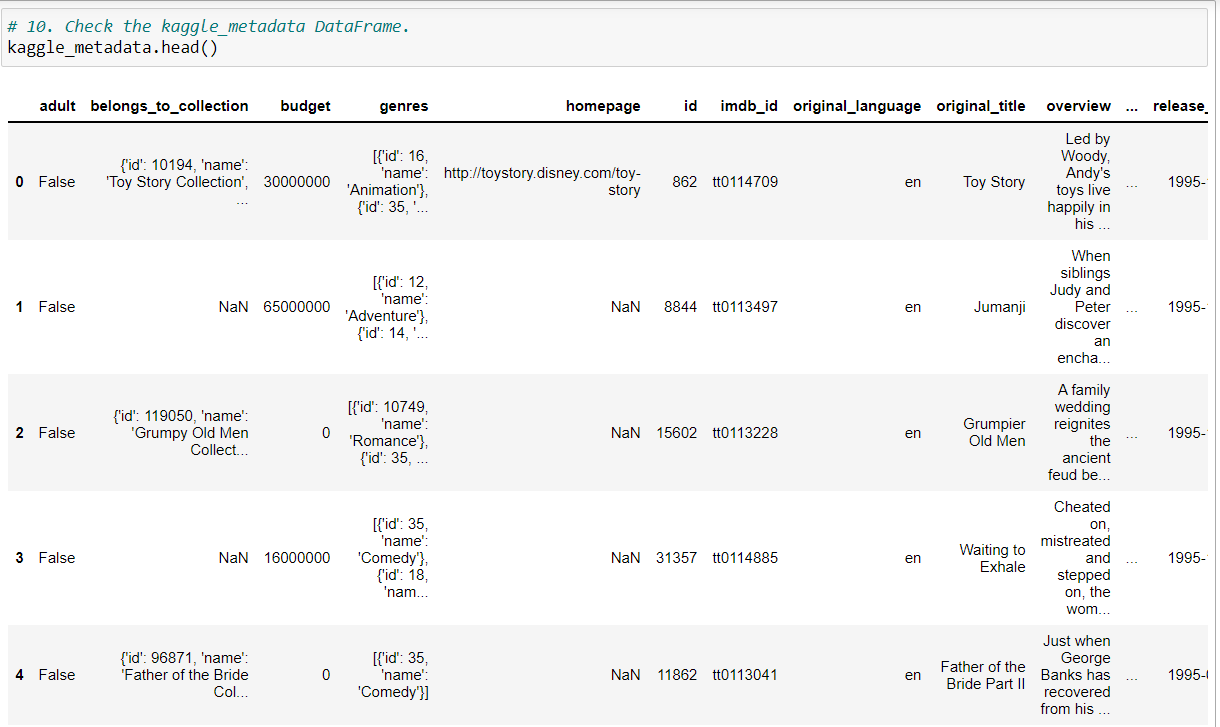 # 10. Check the kaggle_metadata DataFrame.
kaggle_metadata.head()
adult belongs_to_collection budget genres homepage id imdb_id original_language original_title overview ... release_
0 False {'id': 10194, 'name': 'Toy Story Collection', ... 30000000 [{'id': 16, 'name': 'Animation'}, {'id': 35, '... http://toystory.disney.com/toy-story 862 tt0114709 en Toy Story Led by Woody, Andy's toys live happily in his ... ... 1995-
1 False NaN 65000000 [{'id': 12, 'name': 'Adventure'}, {'id': 14, '... NaN 8844 tt0113497 en Jumanji When siblings Judy and Peter discover an encha... ... 1995-
2 False {'id': 119050, 'name': 'Grumpy Old Men Collect... 0 [{'id': 10749, 'name': 'Romance'}, {'id': 35, ... NaN 15602 tt0113228 en Grumpier Old Men A family wedding reignites the ancient feud be... ... 1995-
3 False NaN 16000000 [{'id': 35, 'name': 'Comedy'}, {'id': 18, 'nam... NaN 31357 tt0114885 en Waiting to Exhale Cheated on, mistreated and stepped on, the wom... ... 1995-
4 False {'id': 96871, 'name': 'Father of the Bride Col... 0 [{'id': 35, 'name': 'Comedy'}] NaN 11862 tt0113041 en Father of the Bride Part II Just when George Banks has recovered from his ... ... 1995-